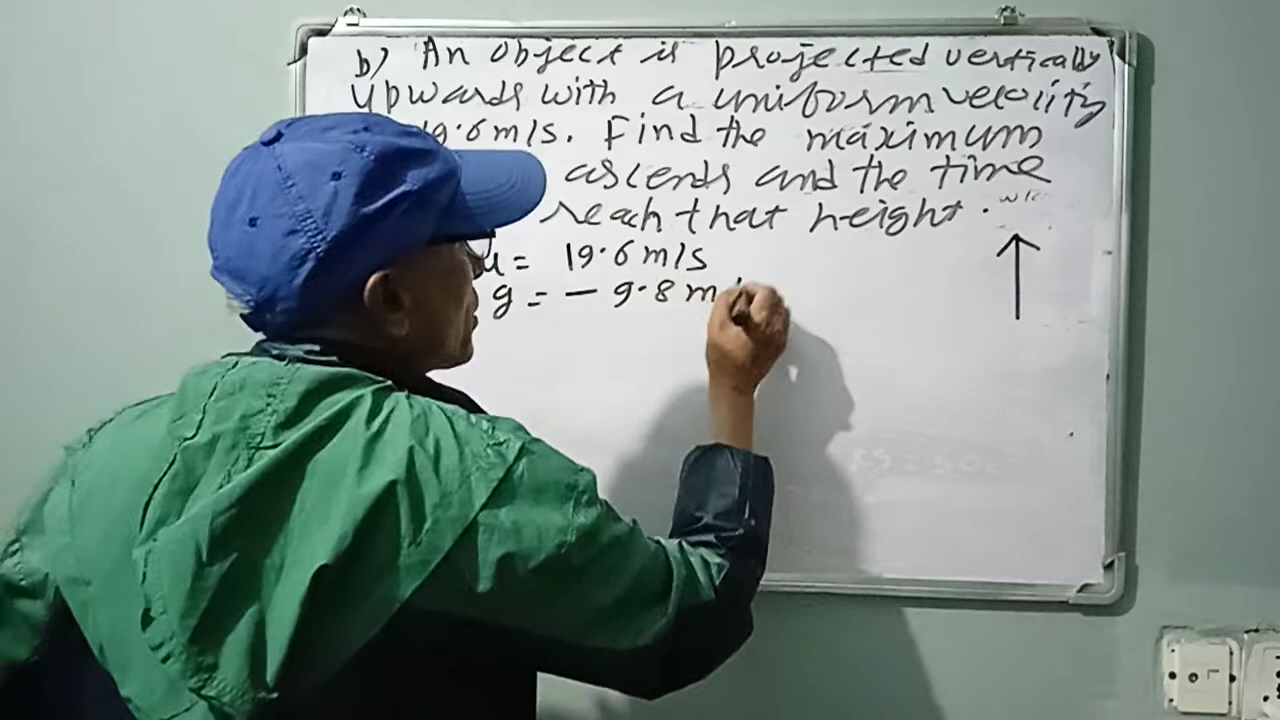 b) An object is projected vertically
upwards with a uniform velocity
19.6 m/s. Find the maximum
ascends and the time
reach that height.
u = 19.6 m/s
g = - 9.8 m